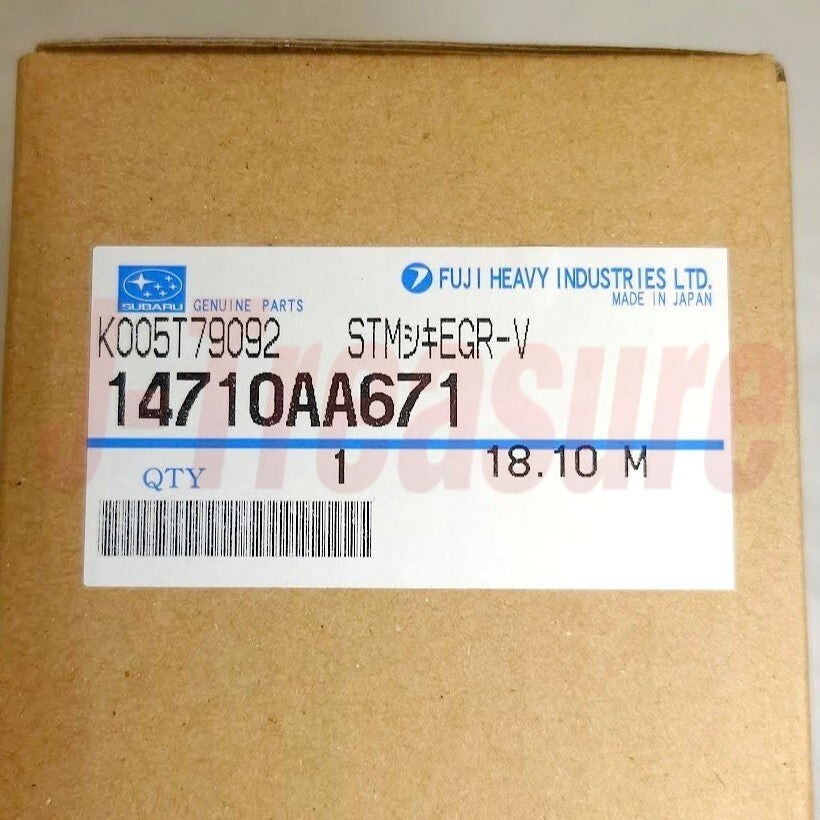 SUBARU GENUINE PARTS
FUJI HEAVY INDUSTRIES LTD.
MADE IN JAPAN
K005T79092 STMシキEGR-V
14710AA671
QTY 1 18.10 M
J-Treasure